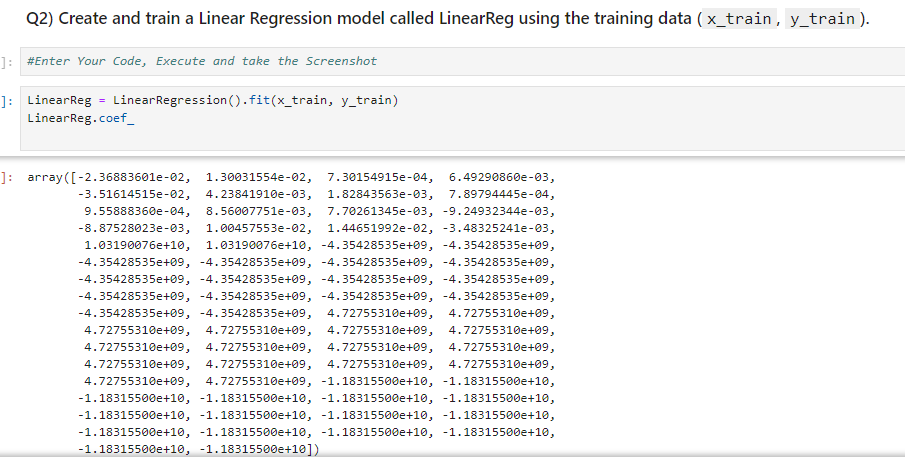 Q2) Create and train a Linear Regression model called LinearReg using the training data ( x_train , y_train ).
]: #Enter Your Code, Execute and take the Screenshot
]: LinearReg = LinearRegression().fit(x_train, y_train)
LinearReg.coef_
]: array([-2.36883601e-02, 1.30031554e-02, 7.30154915e-04, 6.49290860e-03,
-3.51614515e-02, 4.23841910e-03, 1.82843563e-03, 7.89794445e-04,
9.55888360e-04, 8.56007751e-03, 7.70261345e-03, -9.24932344e-03,
-8.87528023e-03, 1.00457553e-02, 1.44651992e-02, -3.48325241e-03,
1.03190076e+10, 1.03190076e+10, -4.35428535e+09, -4.35428535e+09,
-4.35428535e+09, -4.35428535e+09, -4.35428535e+09, -4.35428535e+09,
-4.35428535e+09, -4.35428535e+09, -4.35428535e+09, -4.35428535e+09,
-4.35428535e+09, -4.35428535e+09, -4.35428535e+09, -4.35428535e+09,
-4.35428535e+09, -4.35428535e+09, 4.72755310e+09, 4.72755310e+09,
4.72755310e+09, 4.72755310e+09, 4.72755310e+09, 4.72755310e+09,
4.72755310e+09, 4.72755310e+09, 4.72755310e+09, 4.72755310e+09,
4.72755310e+09, 4.72755310e+09, 4.72755310e+09, 4.72755310e+09,
4.72755310e+09, 4.72755310e+09, -1.18315500e+10, -1.18315500e+10,
-1.18315500e+10, -1.18315500e+10, -1.18315500e+10, -1.18315500e+10,
-1.18315500e+10, -1.18315500e+10, -1.18315500e+10, -1.18315500e+10,
-1.18315500e+10, -1.18315500e+10, -1.18315500e+10, -1.18315500e+10,
-1.18315500e+10, -1.18315500e+10])